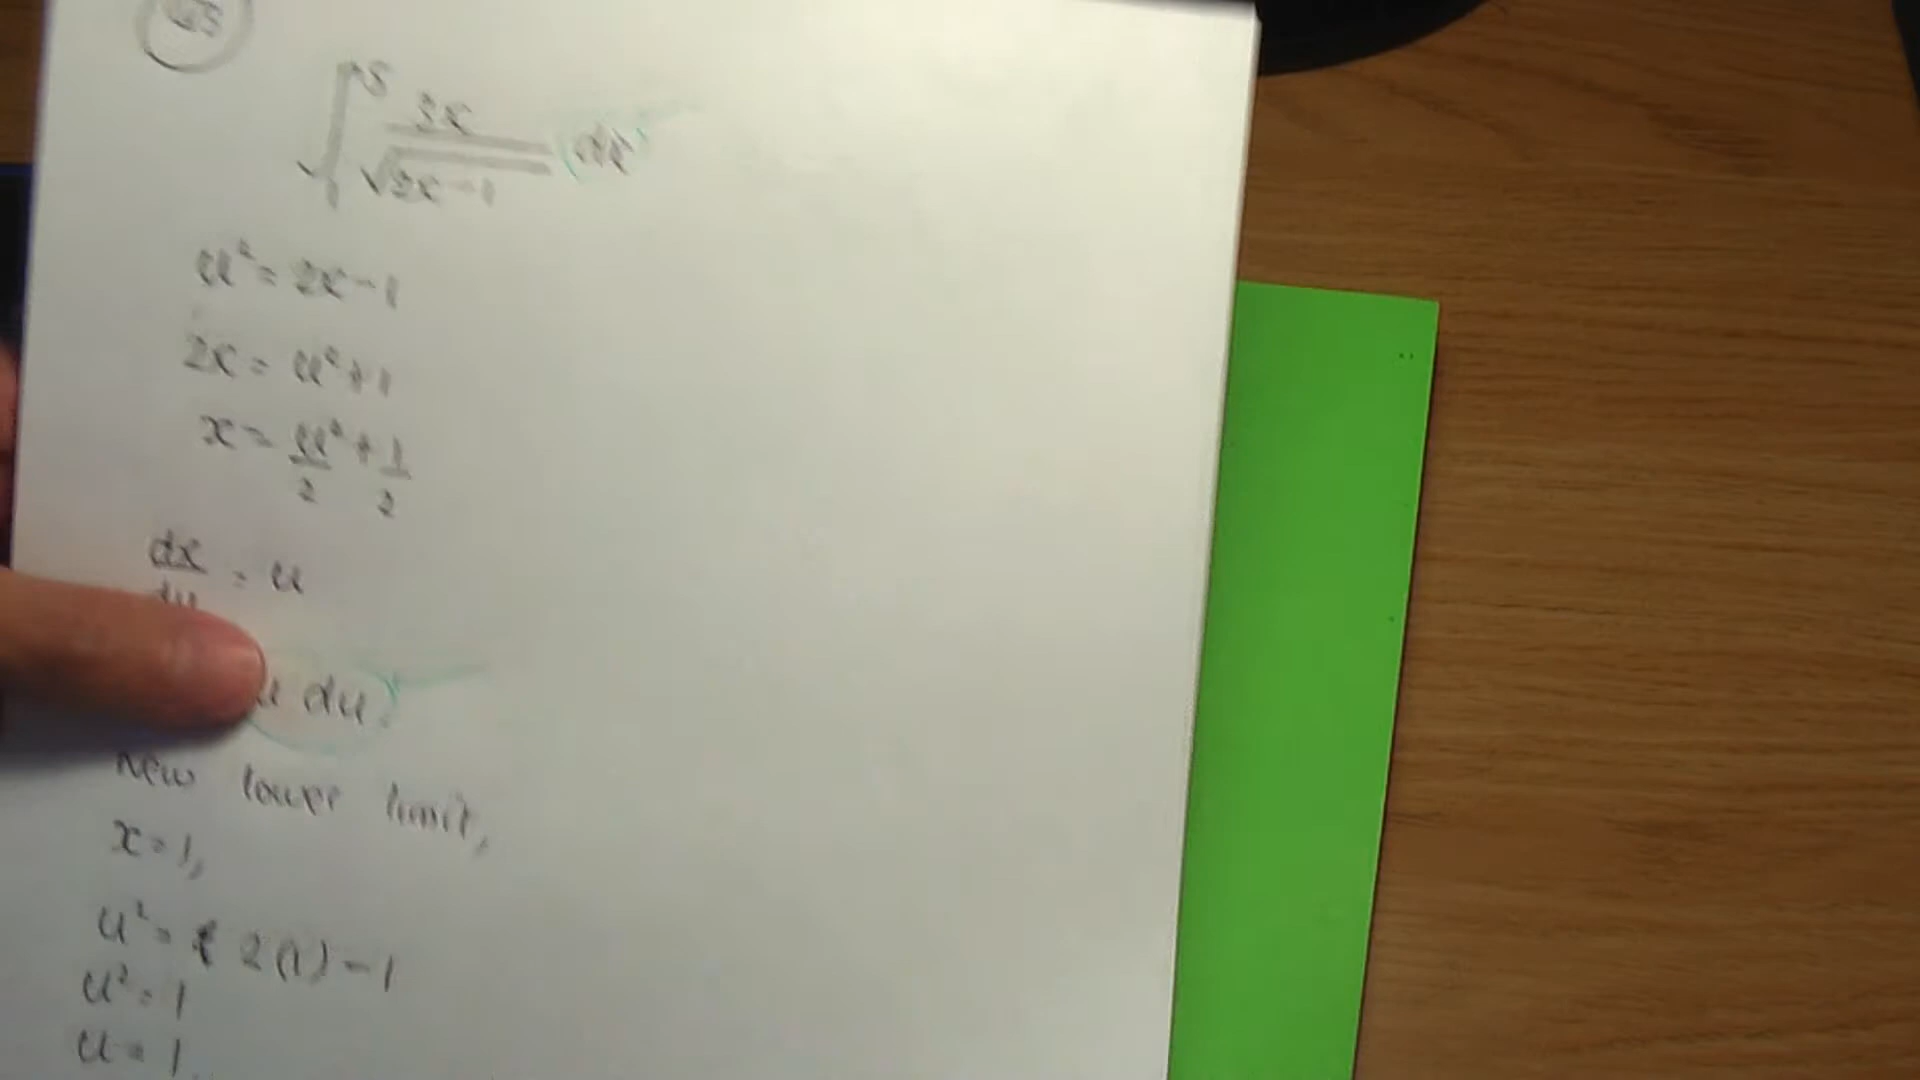 ∫₁⁵ 3x/√(2x-1) (dx)
u² = 2x-1
2x = u²+1
x = u²/2 + 1/2
dx/du = u
u du
New lower limit,
x=1,
u² = 2(1)-1
u² = 1
u = 1